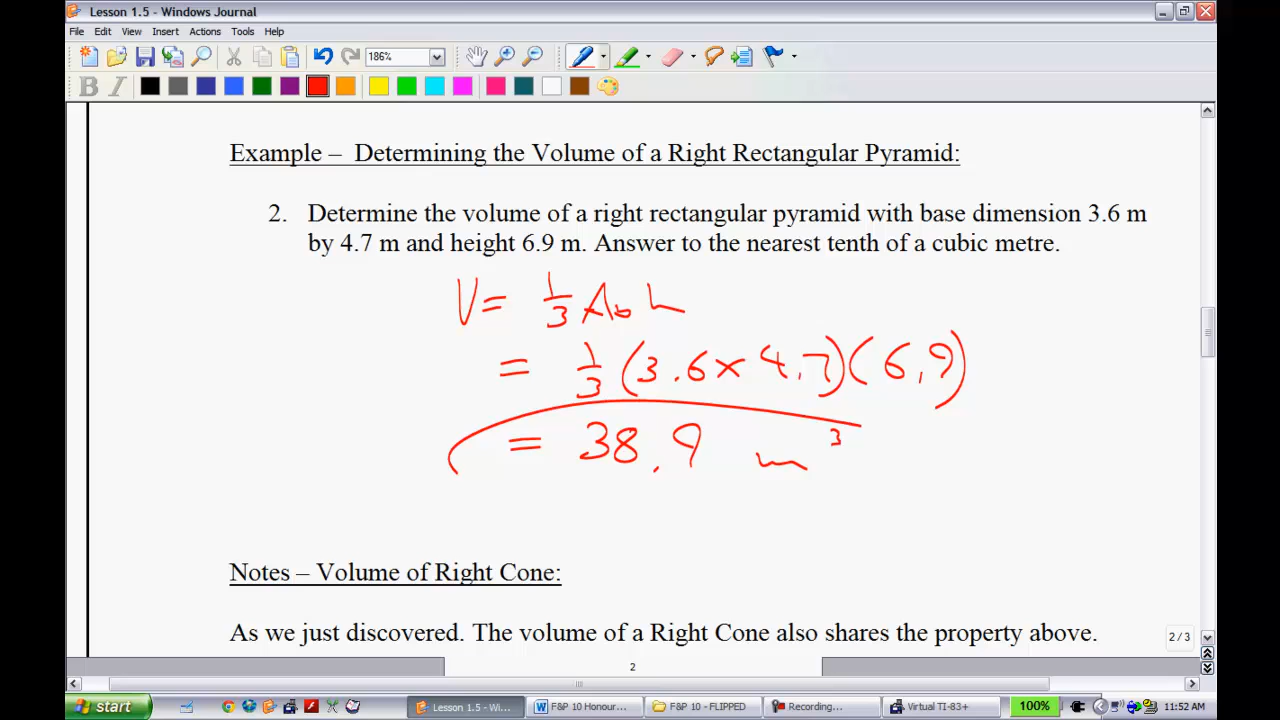 Lesson 1.5 - Windows Journal
File Edit View Insert Actions Tools Help
186%
B I
Example – Determining the Volume of a Right Rectangular Pyramid:
2. Determine the volume of a right rectangular pyramid with base dimension 3.6 m
by 4.7 m and height 6.9 m. Answer to the nearest tenth of a cubic metre.
V = 1/3 Ab h
= 1/3 (3.6 × 4.7)(6.9)
= 38.9 m³
Notes – Volume of Right Cone:
As we just discovered. The volume of a Right Cone also shares the property above.
2/3
2
start Lesson 1.5 - Wi... F&P 10 Honour... F&P 10 - FLIPPED Recording... Virtual TI-83+ 100% 11:52 AM